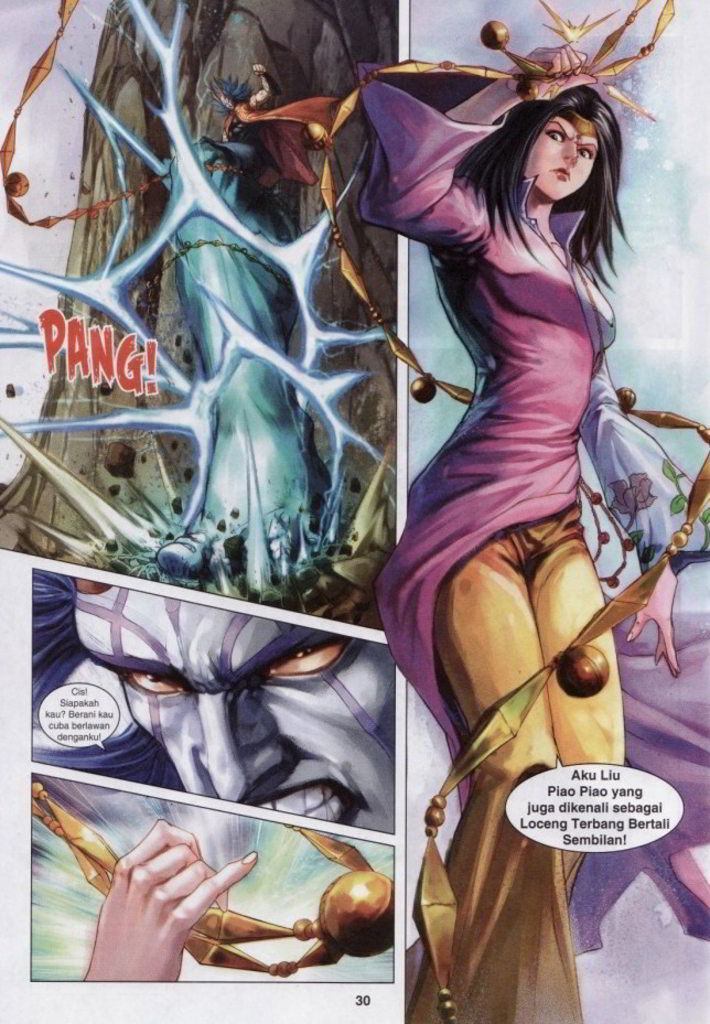 PANG!
Cis!
Siapakah
kau? Berani kau
cuba berlawan
denganku!
Aku Liu
Piao Piao yang
juga dikenali sebagai
Loceng Terbang Bertali
Sembilan!
30